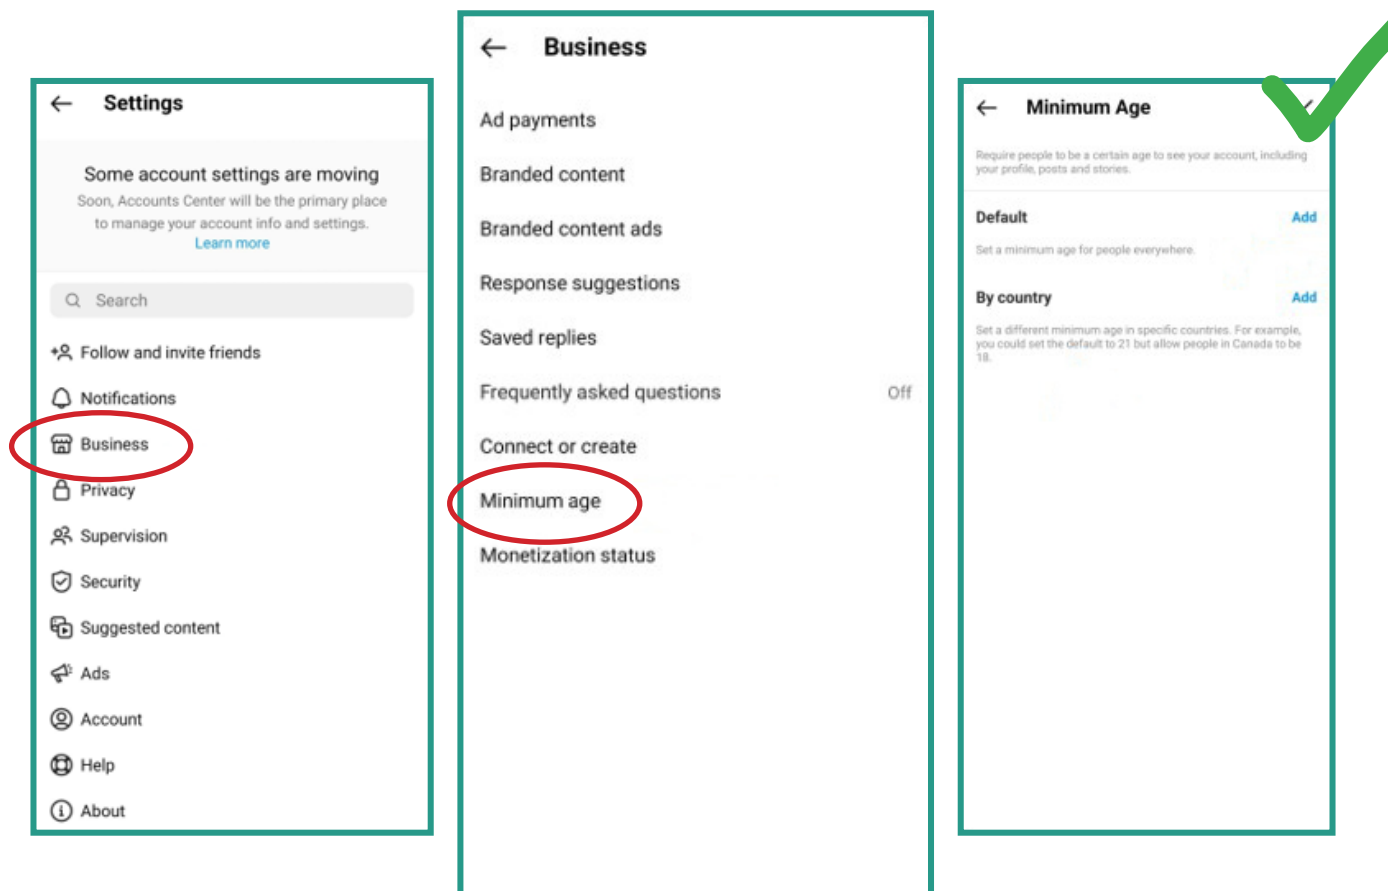 Settings
Some account settings are moving
Soon, Accounts Center will be the primary place
to manage your account info and settings.
Learn more
Search
Follow and invite friends
Notifications
Business
Privacy
Supervision
Security
Suggested content
Ads
Account
Help
About
Business
Ad payments
Branded content
Branded content ads
Response suggestions
Saved replies
Frequently asked questions Off
Connect or create
Minimum age
Monetization status
Minimum Age
Require people to be a certain age to see your account, including
your profile, posts and stories.
Default Add
Set a minimum age for people everywhere.
By country Add
Set a different minimum age in specific countries. For example,
you could set the default to 21 but allow people in Canada to be
18.